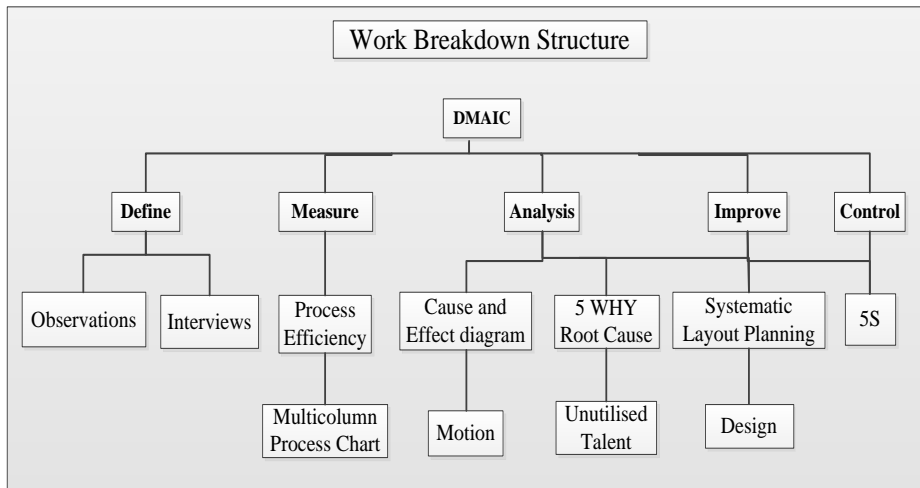 Work Breakdown Structure
DMAIC
Define
Measure
Analysis
Improve
Control
Observations
Interviews
Process
Efficiency
Cause and
Effect diagram
5 WHY
Root Cause
Systematic
Layout Planning
5S
Multicolumn
Process Chart
Motion
Unutilised
Talent
Design